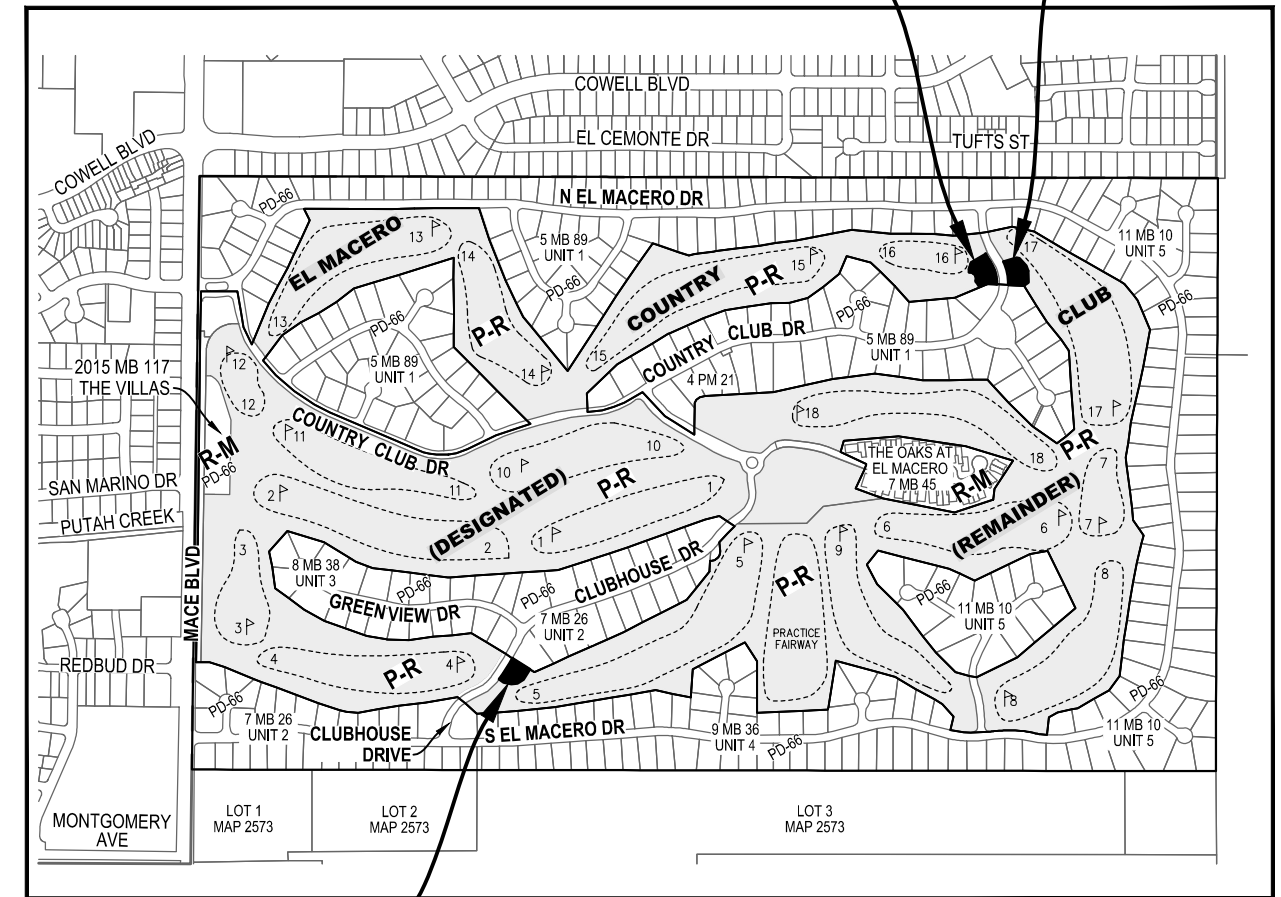 COWELL BLVD
EL CEMONTE DR
TUFTS ST
COWELL BLVD
PD-66
N EL MACERO DR
EL MACERO
13
14
5 MB 89
UNIT 1
PD-66
COUNTRY
P-R
15
16
16
17
11 MB 10
UNIT 5
PD-66
CLUB
13
PD-66
5 MB 89
UNIT 1
P-R
14
15
COUNTRY CLUB DR
PD-66
5 MB 89
UNIT 1
4 PM 21
2015 MB 117
THE VILLAS
12
12
R-M
PD-66
11
COUNTRY CLUB DR
11
10
10
18
17
P-R
18
7
THE OAKS AT
EL MACERO
7 MB 45
R-M
SAN MARINO DR
PUTAH CREEK
2
(DESIGNATED)
P-R
1
1
2
(REMAINDER)
6
6
7
MACE BLVD
3
8 MB 38
UNIT 3
PD-66
GREENVIEW DR
CLUBHOUSE DR
PD-66
7 MB 26
UNIT 2
5
9
P-R
PRACTICE
FAIRWAY
PD-66
11 MB 10
UNIT 5
8
3
4
P-R
4
5
8
REDBUD DR
PD-66
7 MB 26
UNIT 2
CLUBHOUSE
DRIVE
S EL MACERO DR
9 MB 36
UNIT 4
PD-66
PD-66
11 MB 10
UNIT 5
PD-66
MONTGOMERY
AVE
LOT 1
MAP 2573
LOT 2
MAP 2573
LOT 3
MAP 2573